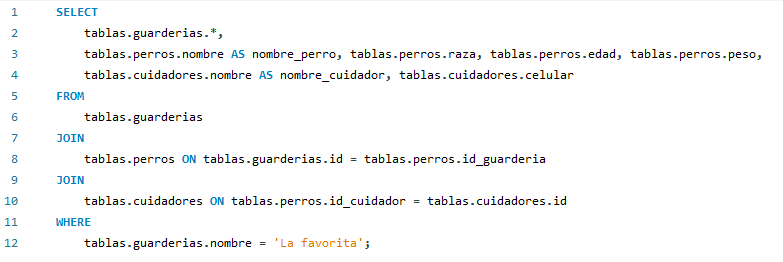 1 SELECT
2 tablas.guarderias.*,
3 tablas.perros.nombre AS nombre_perro, tablas.perros.raza, tablas.perros.edad, tablas.perros.peso,
4 tablas.cuidadores.nombre AS nombre_cuidador, tablas.cuidadores.celular
5 FROM
6 tablas.guarderias
7 JOIN
8 tablas.perros ON tablas.guarderias.id = tablas.perros.id_guarderia
9 JOIN
10 tablas.cuidadores ON tablas.perros.id_cuidador = tablas.cuidadores.id
11 WHERE
12 tablas.guarderias.nombre = 'La favorita';